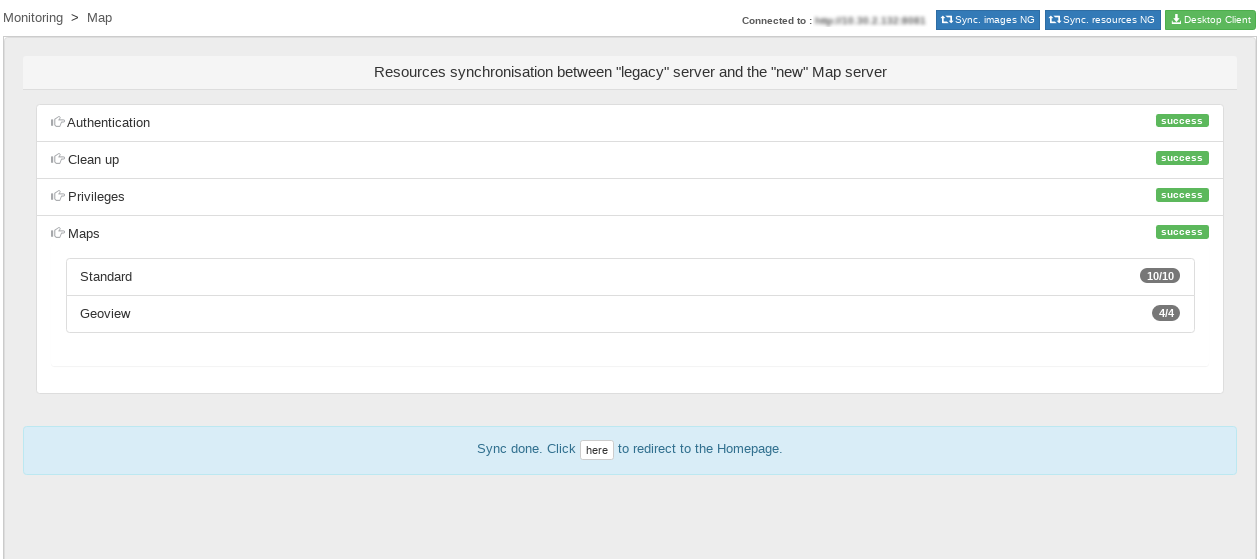 Monitoring > Map
Connected to : Sync. images NG Sync. resources NG Desktop Client
Resources synchronisation between "legacy" server and the "new" Map server
Authentication success
Clean up success
Privileges success
Maps success
Standard 10/10
Geoview 4/4
Sync done. Click here to redirect to the Homepage.